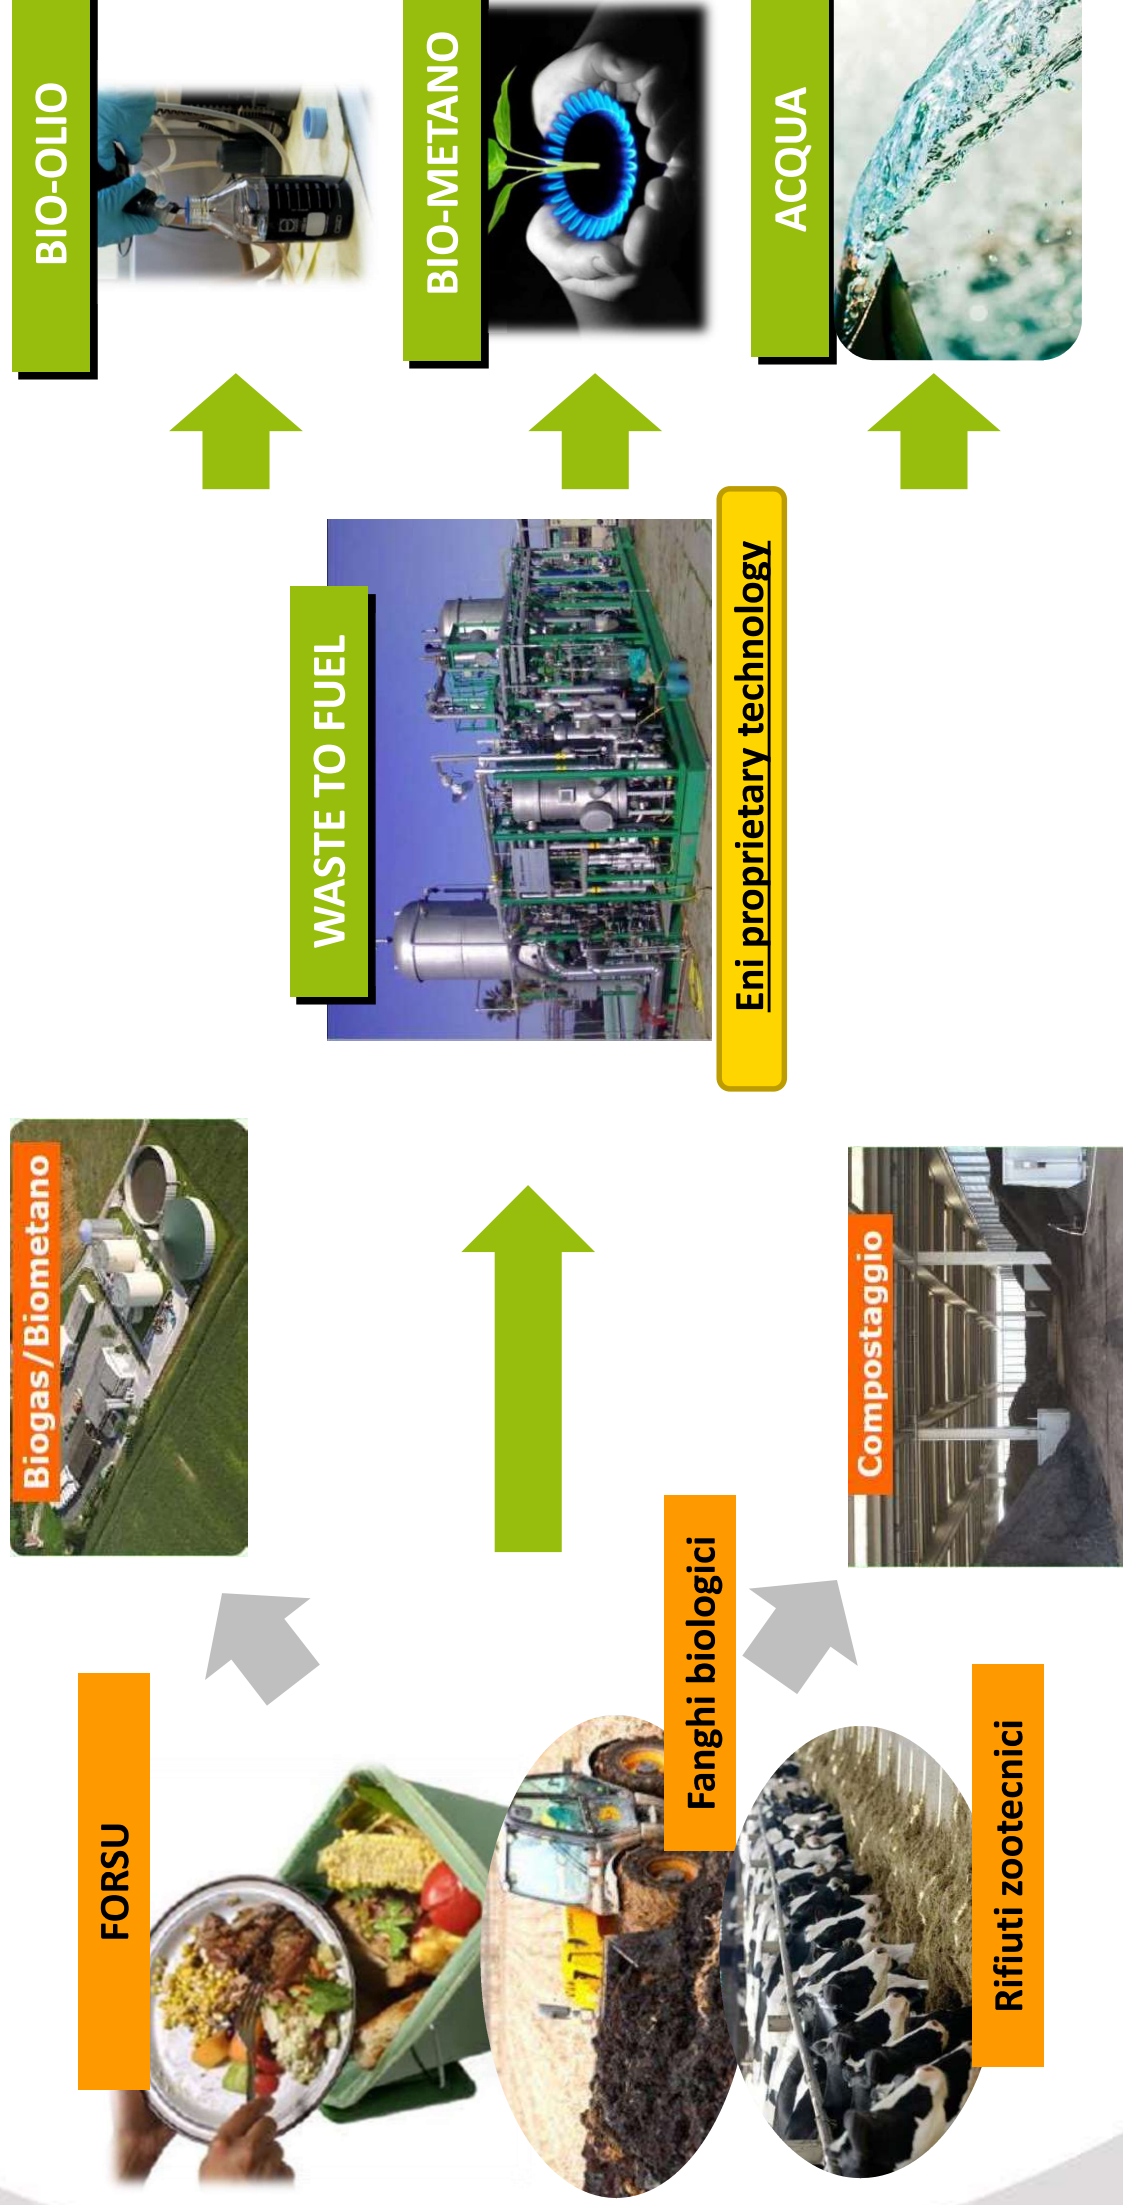 FORSU
Fanghi biologici
Rifiuti zootecnici
Biogas/Biometano
Compostaggio
WASTE TO FUEL
Eni proprietary technology
BIO-OLIO
BIO-METANO
ACQUA